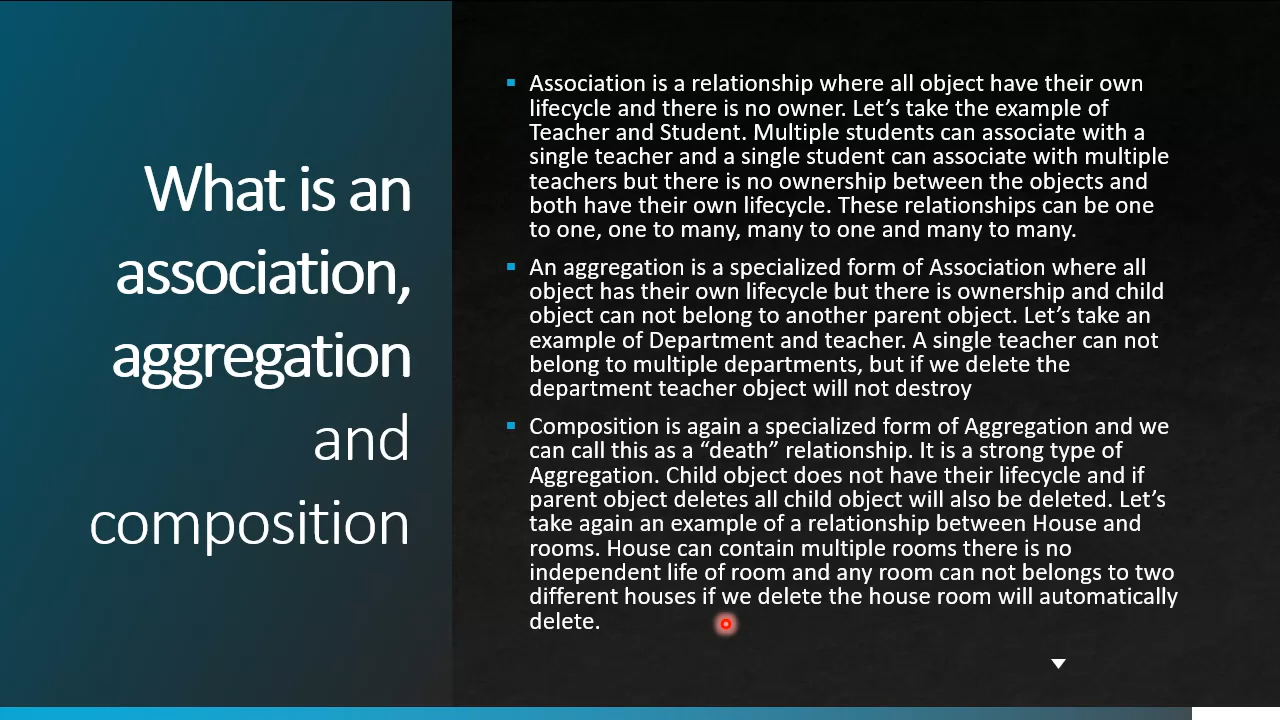 What is an
association,
aggregation
and
composition
Association is a relationship where all object have their own
lifecycle and there is no owner. Let’s take the example of
Teacher and Student. Multiple students can associate with a
single teacher and a single student can associate with multiple
teachers but there is no ownership between the objects and
both have their own lifecycle. These relationships can be one
to one, one to many, many to one and many to many.
An aggregation is a specialized form of Association where all
object has their own lifecycle but there is ownership and child
object can not belong to another parent object. Let’s take an
example of Department and teacher. A single teacher can not
belong to multiple departments, but if we delete the
department teacher object will not destroy
Composition is again a specialized form of Aggregation and we
can call this as a “death” relationship. It is a strong type of
Aggregation. Child object does not have their lifecycle and if
parent object deletes all child object will also be deleted. Let’s
take again an example of a relationship between House and
rooms. House can contain multiple rooms there is no
independent life of room and any room can not belongs to two
different houses if we delete the house room will automatically
delete.